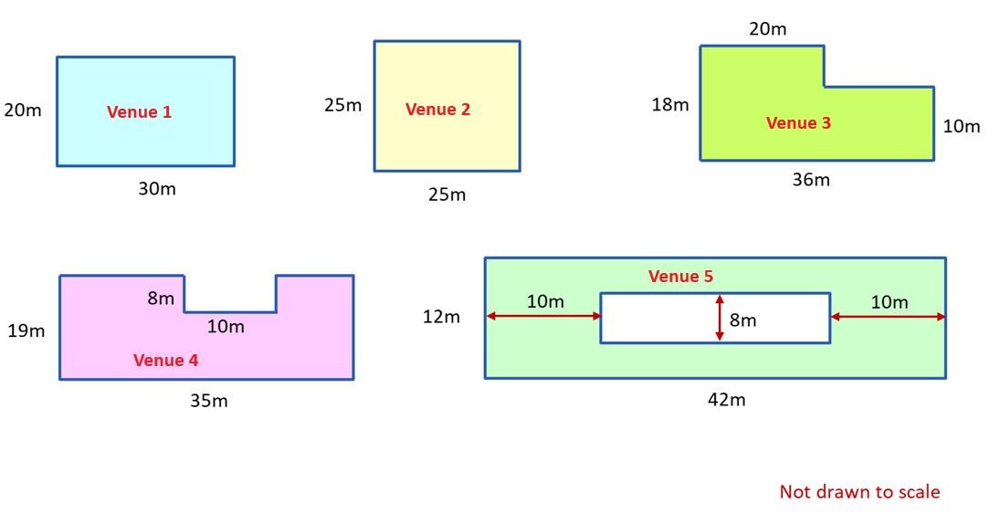 20m
Venue 1
30m
25m
Venue 2
25m
20m
18m
Venue 3
10m
36m
8m
10m
19m
Venue 4
35m
Venue 5
10m
10m
12m
8m
42m
Not drawn to scale